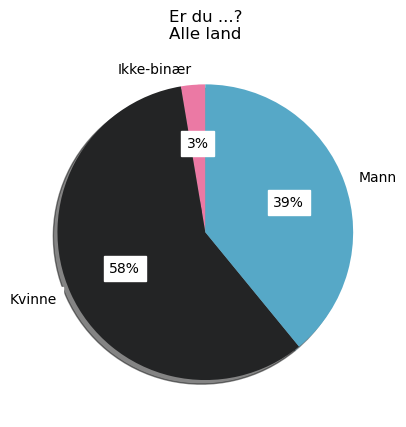 Er du ...?
Alle land
Ikke-binær
3%
Mann
39%
58%
Kvinne